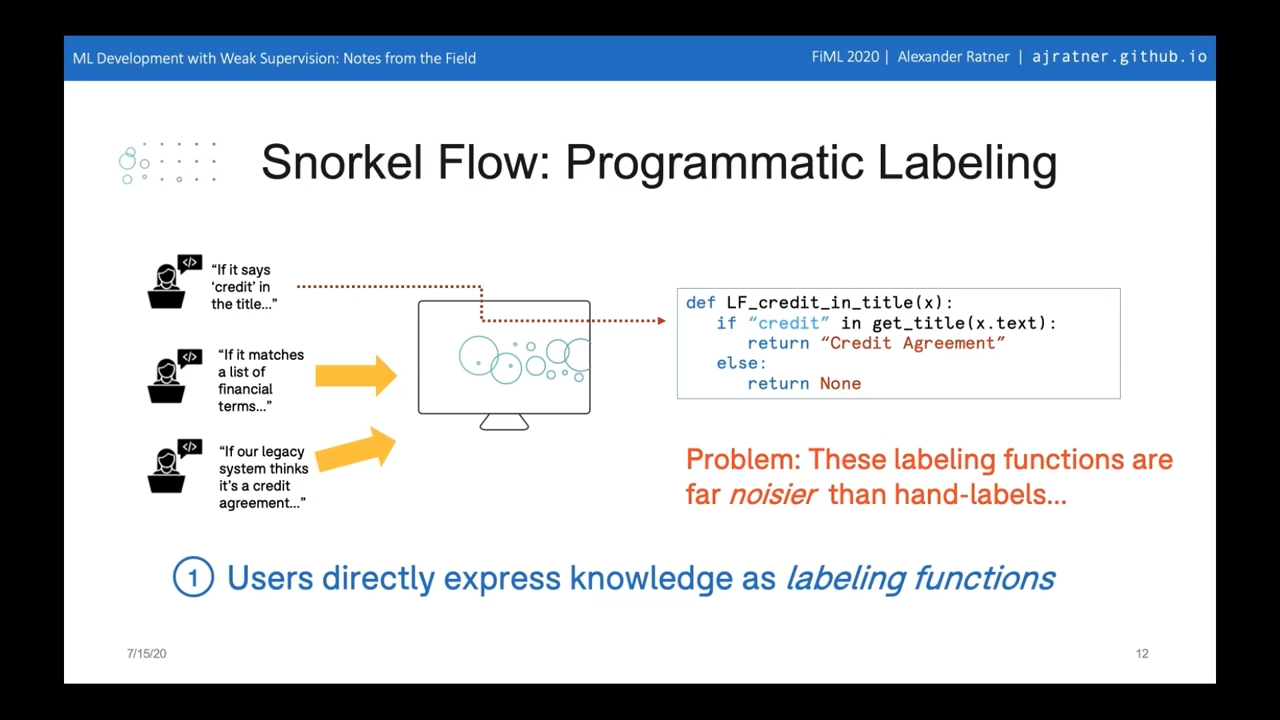 ML Development with Weak Supervision: Notes from the Field
FiML 2020 | Alexander Ratner | ajratner.github.io
Snorkel Flow: Programmatic Labeling
</>
“If it says
‘credit’ in
the title...”
</>
“If it matches
a list of
financial
terms...”
</>
“If our legacy
system thinks
it’s a credit
agreement...”
def LF_credit_in_title(x):
if “credit” in get_title(x.text):
return “Credit Agreement”
else:
return None
Problem: These labeling functions are
far noisier than hand-labels...
1 Users directly express knowledge as labeling functions
7/15/20
12